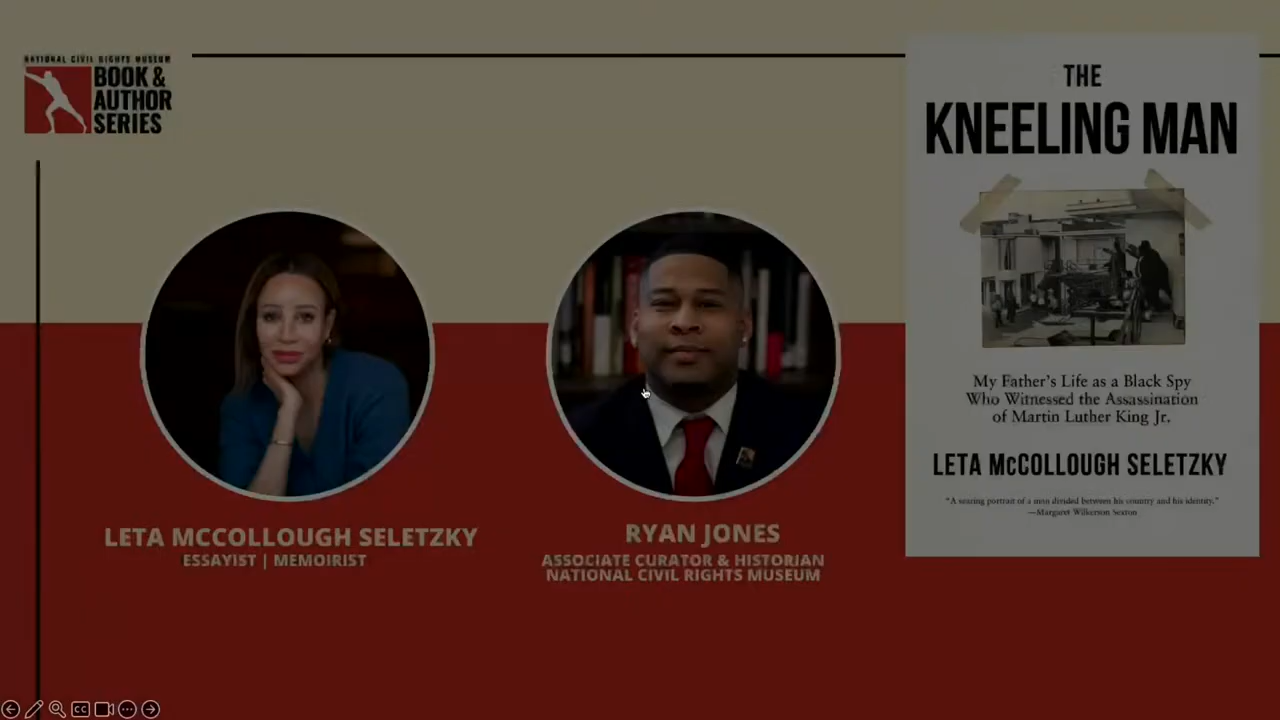 NATIONAL CIVIL RIGHTS MUSEUM
BOOK &
AUTHOR
SERIES
THE
KNEELING MAN
My Father's Life as a Black Spy
Who Witnessed the Assassination
of Martin Luther King Jr.
LETA McCOLLOUGH SELETZKY
"A searing portrait of a man divided between his country and his identity."
—Margaret Wilkerson Sexton
LETA MCCOLLOUGH SELETZKY
ESSAYIST | MEMOIRIST
RYAN JONES
ASSOCIATE CURATOR & HISTORIAN
NATIONAL CIVIL RIGHTS MUSEUM
CC